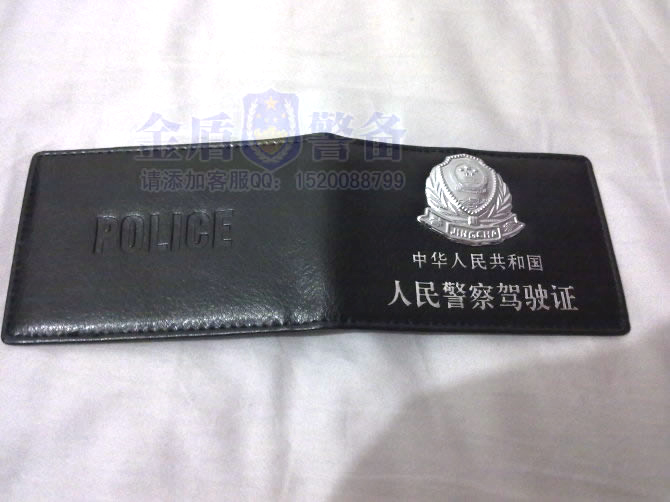 金盾警备
请添加客服QQ：1520088799
POLICE
JINGCHA
中华人民共和国
人民警察驾驶证